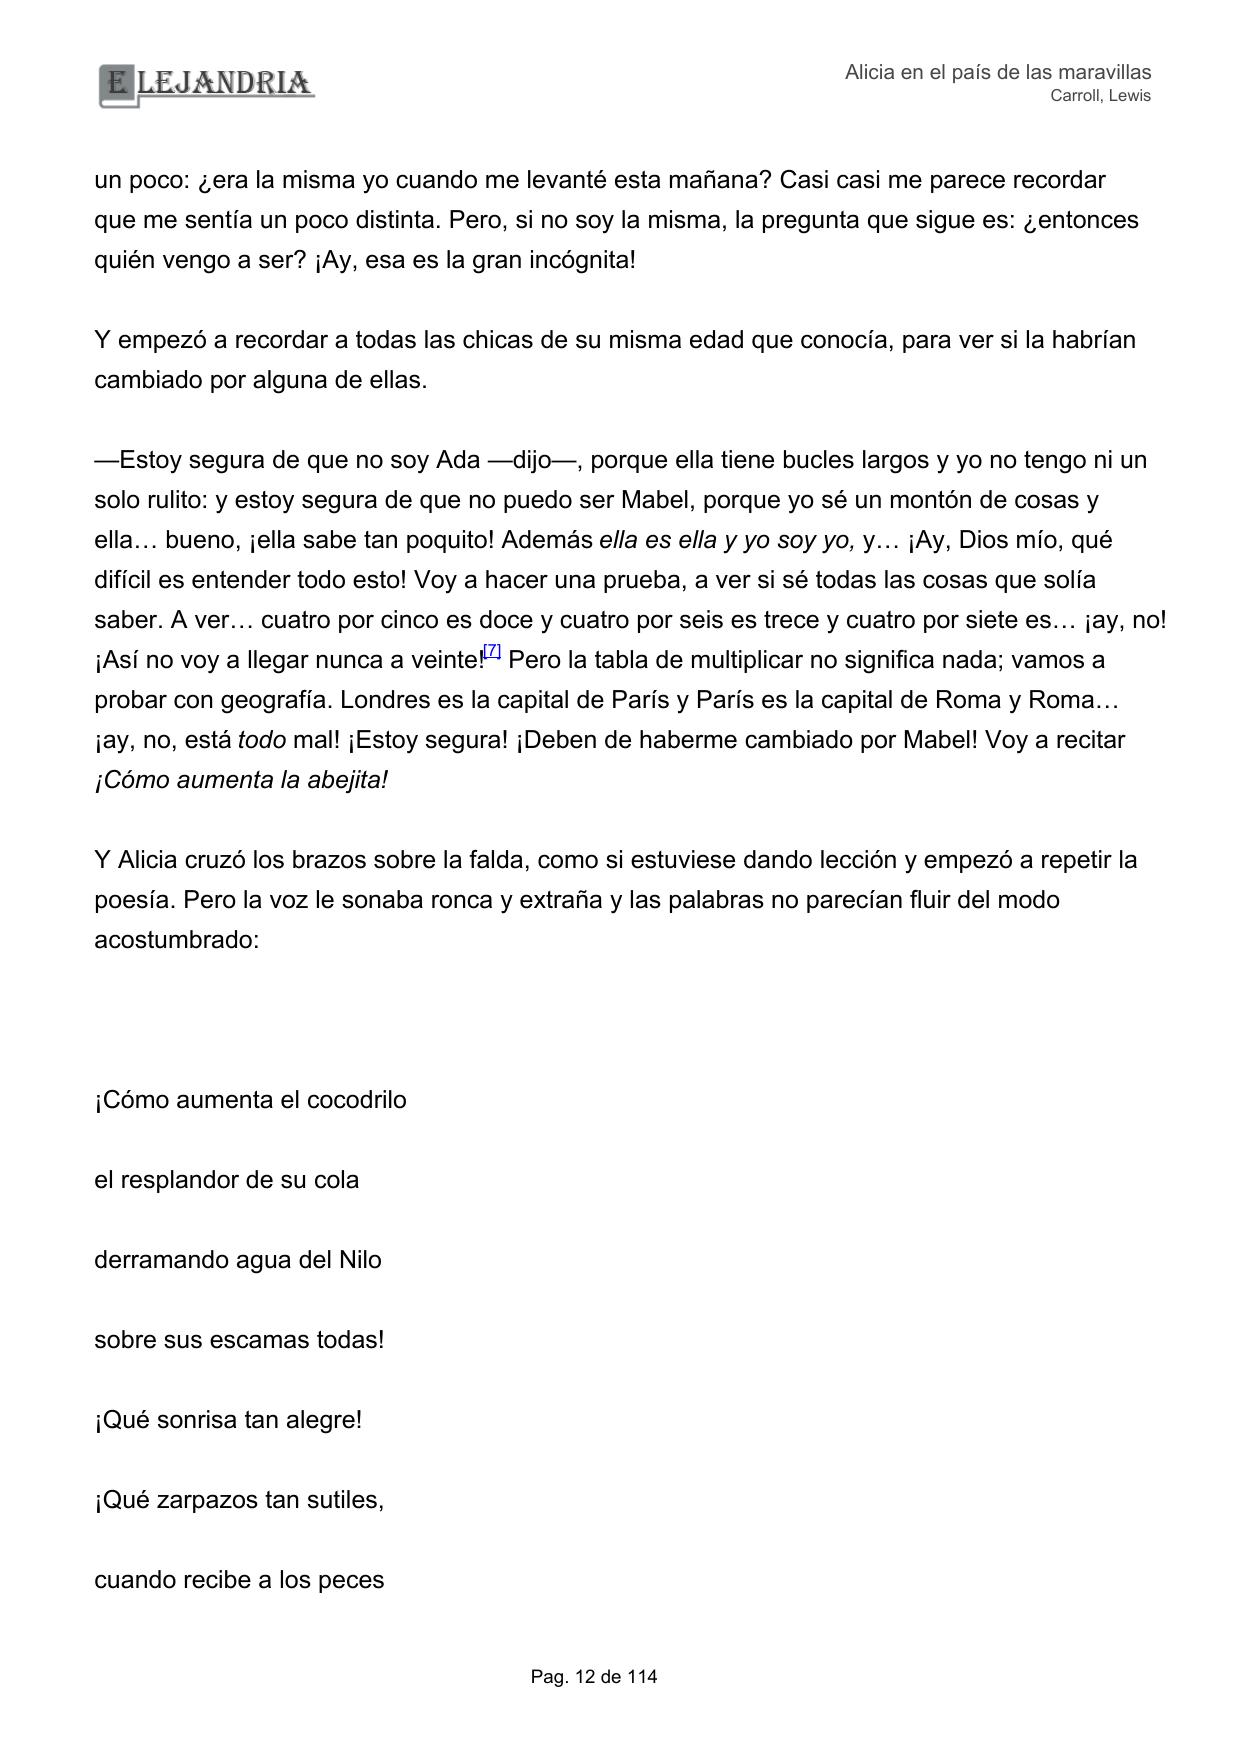 ELEJANDRIA
Alicia en el país de las maravillas
Carroll, Lewis
un poco: ¿era la misma yo cuando me levanté esta mañana? Casi casi me parece recordar
que me sentía un poco distinta. Pero, si no soy la misma, la pregunta que sigue es: ¿entonces
quién vengo a ser? ¡Ay, esa es la gran incógnita!
Y empezó a recordar a todas las chicas de su misma edad que conocía, para ver si la habrían
cambiado por alguna de ellas.
—Estoy segura de que no soy Ada —dijo—, porque ella tiene bucles largos y yo no tengo ni un
solo rulito: y estoy segura de que no puedo ser Mabel, porque yo sé un montón de cosas y
ella… bueno, ¡ella sabe tan poquito! Además ella es ella y yo soy yo, y… ¡Ay, Dios mío, qué
difícil es entender todo esto! Voy a hacer una prueba, a ver si sé todas las cosas que solía
saber. A ver… cuatro por cinco es doce y cuatro por seis es trece y cuatro por siete es… ¡ay, no!
¡Así no voy a llegar nunca a veinte![7] Pero la tabla de multiplicar no significa nada; vamos a
probar con geografía. Londres es la capital de París y París es la capital de Roma y Roma…
¡ay, no, está todo mal! ¡Estoy segura! ¡Deben de haberme cambiado por Mabel! Voy a recitar
¡Cómo aumenta la abejita!
Y Alicia cruzó los brazos sobre la falda, como si estuviese dando lección y empezó a repetir la
poesía. Pero la voz le sonaba ronca y extraña y las palabras no parecían fluir del modo
acostumbrado:
¡Cómo aumenta el cocodrilo
el resplandor de su cola
derramando agua del Nilo
sobre sus escamas todas!
¡Qué sonrisa tan alegre!
¡Qué zarpazos tan sutiles,
cuando recibe a los peces
Pag. 12 de 114